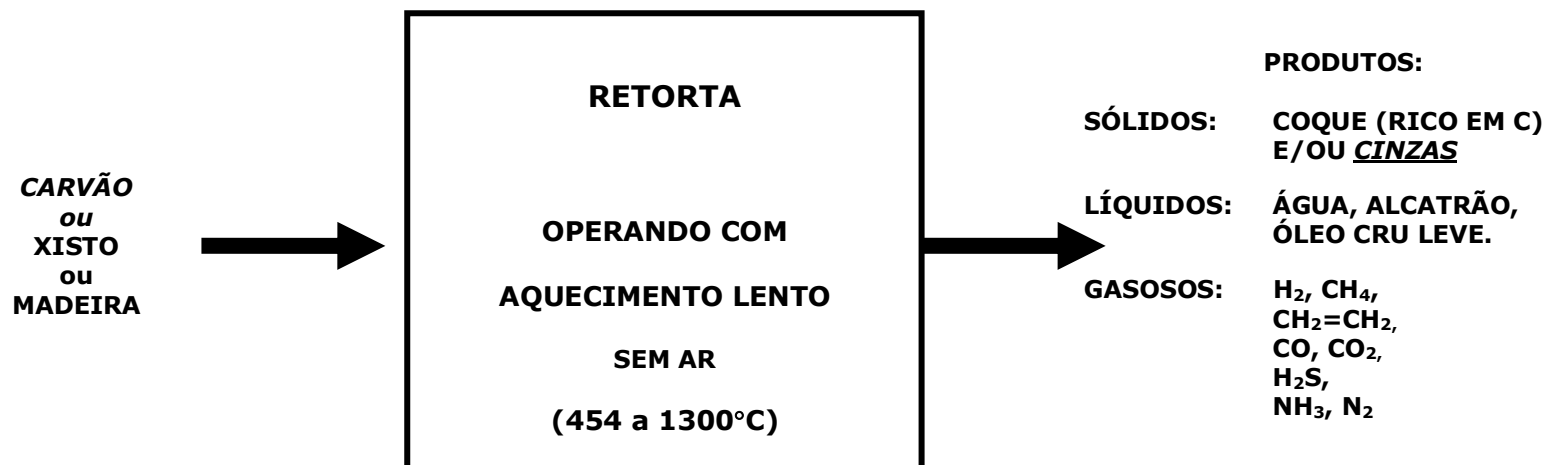 CARVÃO
ou
XISTO
ou
MADEIRA
RETORTA
OPERANDO COM
AQUECIMENTO LENTO
SEM AR
(454 a 1300°C)
PRODUTOS:
SÓLIDOS: COQUE (RICO EM C)
E/OU CINZAS
LÍQUIDOS: ÁGUA, ALCATRÃO,
ÓLEO CRU LEVE.
GASOSOS: H₂, CH₄,
CH₂=CH₂,
CO, CO₂,
H₂S,
NH₃, N₂